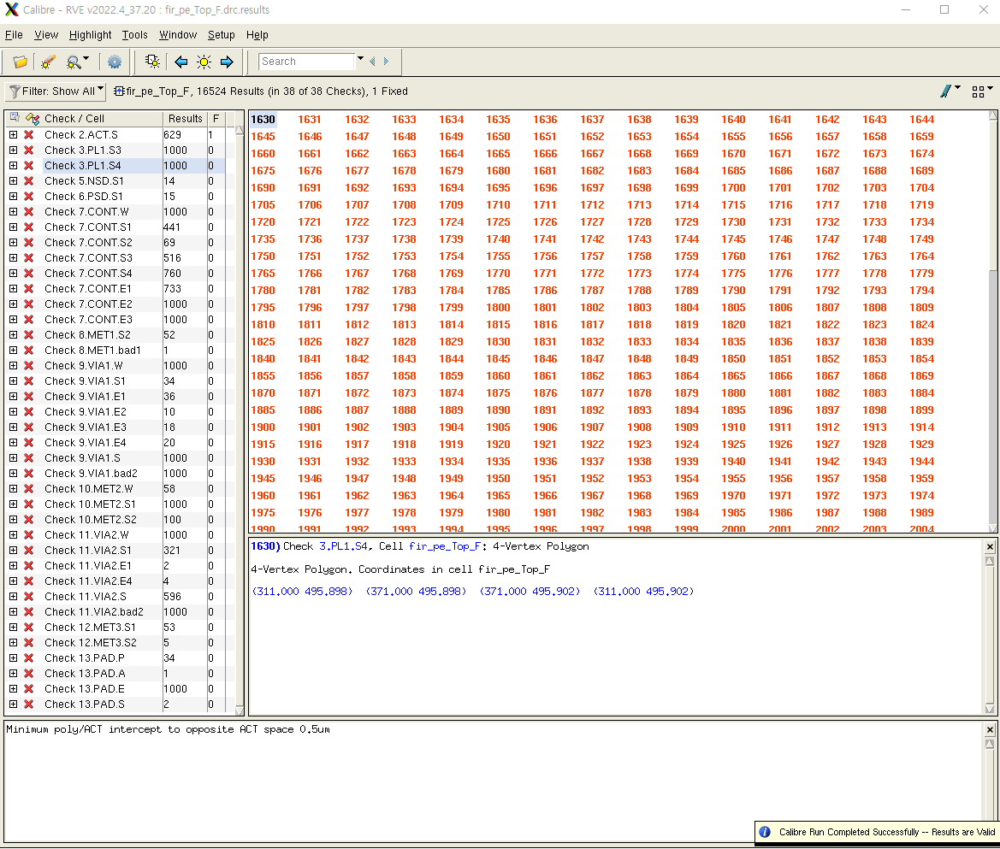 Calibre - RVE v2022.4_37.20 : fir_pe_Top_F.drc.results
File View Highlight Tools Window Setup Help
Search
Filter: Show All fir_pe_Top_F, 16524 Results (in 38 of 38 Checks), 1 Fixed
Check / Cell Results F
Check 2.ACT.S 629 1
Check 3.PL1.S3 1000 0
Check 3.PL1.S4 1000 0
Check 5.NSD.S1 14 0
Check 6.PSD.S1 15 0
Check 7.CONT.W 1000 0
Check 7.CONT.S1 441 0
Check 7.CONT.S2 69 0
Check 7.CONT.S3 516 0
Check 7.CONT.S4 760 0
Check 7.CONT.E1 733 0
Check 7.CONT.E2 1000 0
Check 7.CONT.E3 1000 0
Check 8.MET1.S2 52 0
Check 8.MET1.bad1 1 0
Check 9.VIA1.W 1000 0
Check 9.VIA1.S1 34 0
Check 9.VIA1.E1 36 0
Check 9.VIA1.E2 10 0
Check 9.VIA1.E3 18 0
Check 9.VIA1.E4 20 0
Check 9.VIA1.S 1000 0
Check 9.VIA1.bad2 1000 0
Check 10.MET2.W 58 0
Check 10.MET2.S1 1000 0
Check 10.MET2.S2 100 0
Check 11.VIA2.W 1000 0
Check 11.VIA2.S1 321 0
Check 11.VIA2.E1 2 0
Check 11.VIA2.E4 4 0
Check 11.VIA2.S 596 0
Check 11.VIA2.bad2 1000 0
Check 12.MET3.S1 53 0
Check 12.MET3.S2 5 0
Check 13.PAD.P 34 0
Check 13.PAD.A 1 0
Check 13.PAD.E 1000 0
Check 13.PAD.S 2 0
1630 1631 1632 1633 1634 1635 1636 1637 1638 1639 1640 1641 1642 1643 1644
1645 1646 1647 1648 1649 1650 1651 1652 1653 1654 1655 1656 1657 1658 1659
1660 1661 1662 1663 1664 1665 1666 1667 1668 1669 1670 1671 1672 1673 1674
1675 1676 1677 1678 1679 1680 1681 1682 1683 1684 1685 1686 1687 1688 1689
1690 1691 1692 1693 1694 1695 1696 1697 1698 1699 1700 1701 1702 1703 1704
1705 1706 1707 1708 1709 1710 1711 1712 1713 1714 1715 1716 1717 1718 1719
1720 1721 1722 1723 1724 1725 1726 1727 1728 1729 1730 1731 1732 1733 1734
1735 1736 1737 1738 1739 1740 1741 1742 1743 1744 1745 1746 1747 1748 1749
1750 1751 1752 1753 1754 1755 1756 1757 1758 1759 1760 1761 1762 1763 1764
1765 1766 1767 1768 1769 1770 1771 1772 1773 1774 1775 1776 1777 1778 1779
1780 1781 1782 1783 1784 1785 1786 1787 1788 1789 1790 1791 1792 1793 1794
1795 1796 1797 1798 1799 1800 1801 1802 1803 1804 1805 1806 1807 1808 1809
1810 1811 1812 1813 1814 1815 1816 1817 1818 1819 1820 1821 1822 1823 1824
1825 1826 1827 1828 1829 1830 1831 1832 1833 1834 1835 1836 1837 1838 1839
1840 1841 1842 1843 1844 1845 1846 1847 1848 1849 1850 1851 1852 1853 1854
1855 1856 1857 1858 1859 1860 1861 1862 1863 1864 1865 1866 1867 1868 1869
1870 1871 1872 1873 1874 1875 1876 1877 1878 1879 1880 1881 1882 1883 1884
1885 1886 1887 1888 1889 1890 1891 1892 1893 1894 1895 1896 1897 1898 1899
1900 1901 1902 1903 1904 1905 1906 1907 1908 1909 1910 1911 1912 1913 1914
1915 1916 1917 1918 1919 1920 1921 1922 1923 1924 1925 1926 1927 1928 1929
1930 1931 1932 1933 1934 1935 1936 1937 1938 1939 1940 1941 1942 1943 1944
1945 1946 1947 1948 1949 1950 1951 1952 1953 1954 1955 1956 1957 1958 1959
1960 1961 1962 1963 1964 1965 1966 1967 1968 1969 1970 1971 1972 1973 1974
1975 1976 1977 1978 1979 1980 1981 1982 1983 1984 1985 1986 1987 1988 1989
1990 1991 1992 1993 1994 1995 1996 1997 1998 1999 2000 2001 2002 2003 2004
1630) Check 3.PL1.S4, Cell fir_pe_Top_F: 4-Vertex Polygon
4-Vertex Polygon. Coordinates in cell fir_pe_Top_F
(311.000 495.898) (371.000 495.898) (371.000 495.902) (311.000 495.902)
Minimum poly/ACT intercept to opposite ACT space 0.5um
Calibre Run Completed Successfully -- Results are Valid